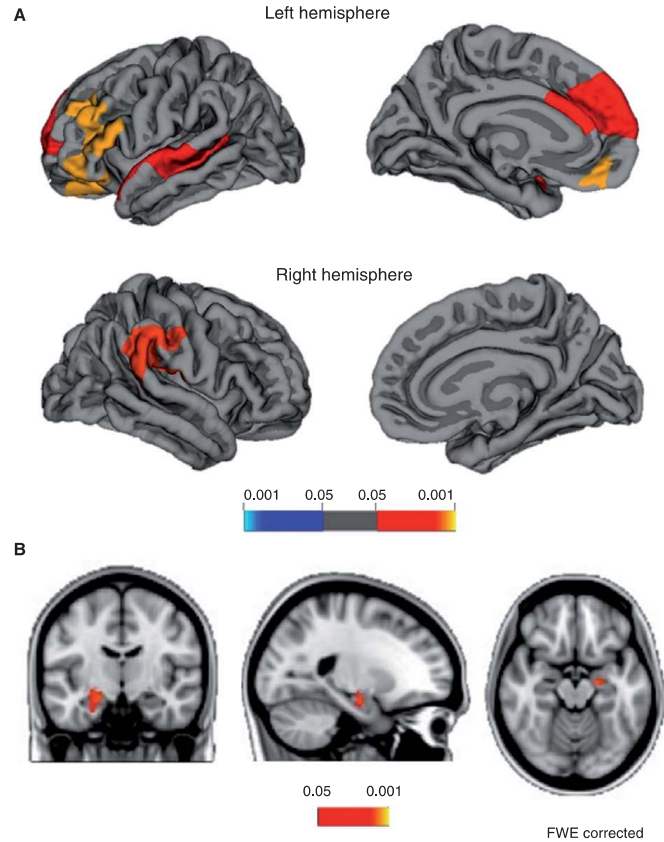 A
Left hemisphere
Right hemisphere
0.001 0.05 0.05 0.001
B
0.05 0.001
FWE corrected